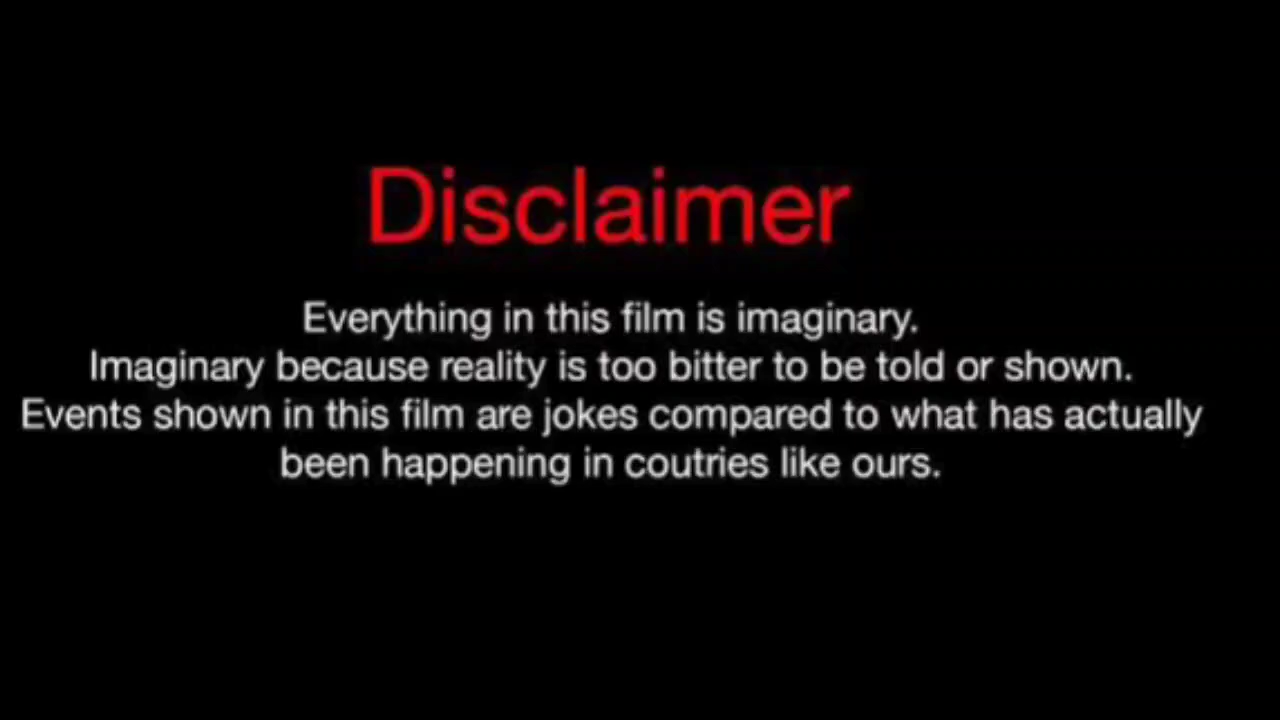 Disclaimer
Everything in this film is imaginary.
Imaginary because reality is too bitter to be told or shown.
Events shown in this film are jokes compared to what has actually
been happening in coutries like ours.